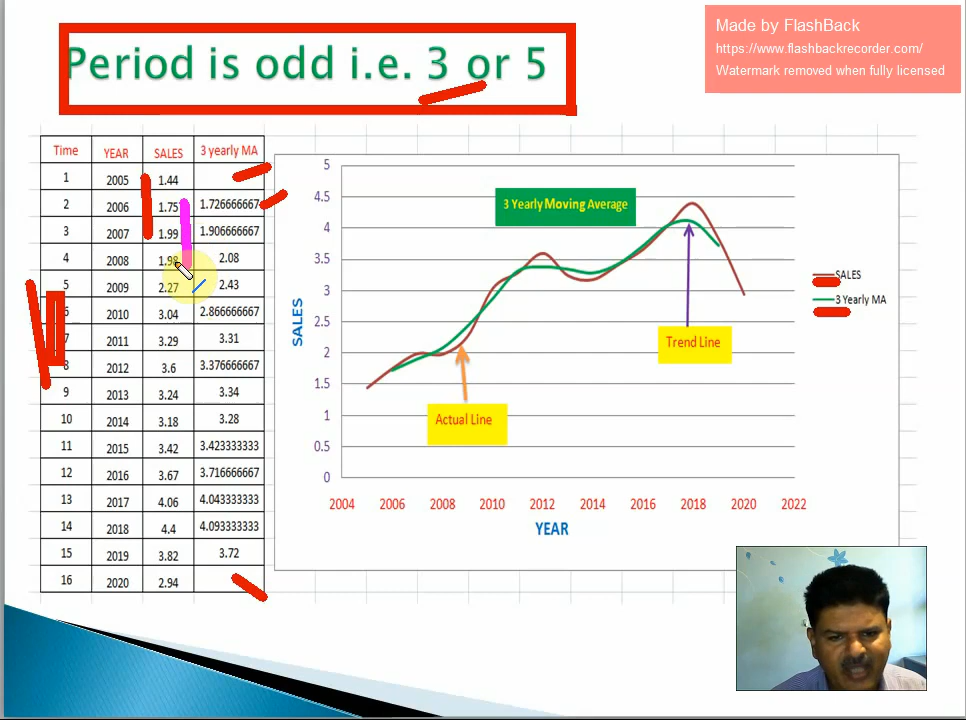 Made by FlashBack
https://www.flashbackrecorder.com/
Watermark removed when fully licensed
Period is odd i.e. 3 or 5
Time YEAR SALES 3 yearly MA
1 2005 1.44
2 2006 1.75 1.726666667
3 2007 1.99 1.906666667
4 2008 1.98 2.08
5 2009 2.27 2.43
6 2010 3.04 2.866666667
7 2011 3.29 3.31
8 2012 3.6 3.376666667
9 2013 3.24 3.34
10 2014 3.18 3.28
11 2015 3.42 3.423333333
12 2016 3.67 3.716666667
13 2017 4.06 4.043333333
14 2018 4.4 4.093333333
15 2019 3.82 3.72
16 2020 2.94
3 Yearly Moving Average
5
4.5
4
3.5
3
2.5
2
1.5
1
0.5
0
SALES
Trend Line
Actual Line
SALES
3 Yearly MA
2004 2006 2008 2010 2012 2014 2016 2018 2020 2022
YEAR